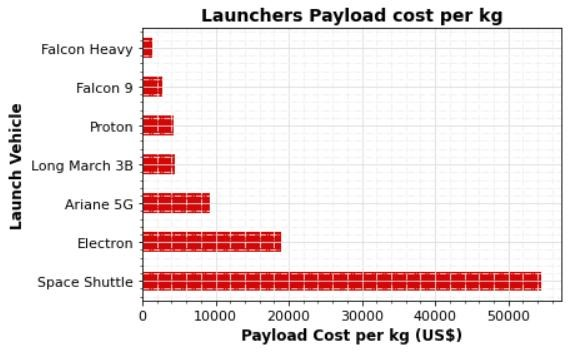 Launchers Payload cost per kg
Launch Vehicle
Falcon Heavy
Falcon 9
Proton
Long March 3B
Ariane 5G
Electron
Space Shuttle
0 10000 20000 30000 40000 50000
Payload Cost per kg (US$)